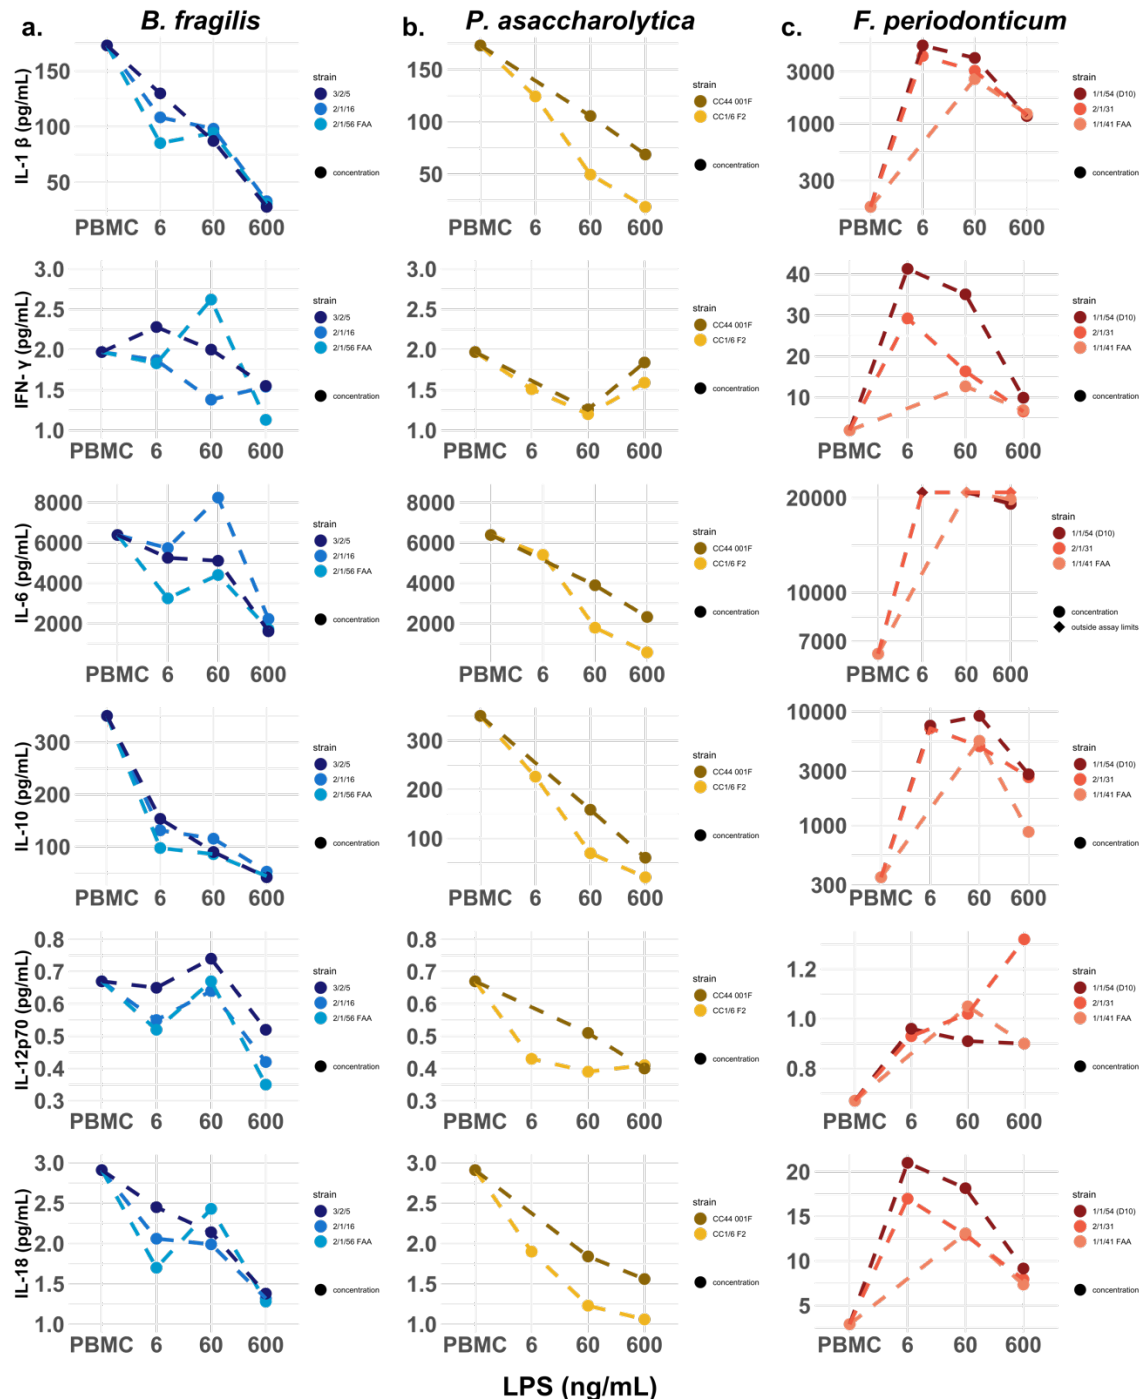 a.
B. fragilis
b.
P. asaccharolytica
c.
F. periodonticum
IL-1 β (pg/mL)
150
100
50
PBMC 6 60 600
strain
3/2/5
2/1/16
2/1/56 FAA
concentration
150
100
50
PBMC 6 60 600
strain
CC44 001F
CC1/6 F2
concentration
3000
1000
300
PBMC 6 60 600
strain
1/1/54 (D10)
2/1/31
1/1/41 FAA
concentration
IFN- γ (pg/mL)
3.0
2.5
2.0
1.5
1.0
PBMC 6 60 600
strain
3/2/5
2/1/16
2/1/56 FAA
concentration
3.0
2.5
2.0
1.5
1.0
PBMC 6 60 600
strain
CC44 001F
CC1/6 F2
concentration
40
30
20
10
PBMC 6 60 600
strain
1/1/54 (D10)
2/1/31
1/1/41 FAA
concentration
IL-6 (pg/mL)
8000
6000
4000
2000
PBMC 6 60 600
strain
3/2/5
2/1/16
2/1/56 FAA
concentration
8000
6000
4000
2000
PBMC 6 60 600
strain
CC44 001F
CC1/6 F2
concentration
20000
10000
7000
PBMC 6 60 600
strain
1/1/54 (D10)
2/1/31
1/1/41 FAA
concentration
outside assay limits
IL-10 (pg/mL)
300
200
100
PBMC 6 60 600
strain
3/2/5
2/1/16
2/1/56 FAA
concentration
300
200
100
PBMC 6 60 600
strain
CC44 001F
CC1/6 F2
concentration
10000
3000
1000
300
PBMC 6 60 600
strain
1/1/54 (D10)
2/1/31
1/1/41 FAA
concentration
IL-12p70 (pg/mL)
0.8
0.7
0.6
0.5
0.4
0.3
PBMC 6 60 600
strain
3/2/5
2/1/16
2/1/56 FAA
concentration
0.8
0.7
0.6
0.5
0.4
0.3
PBMC 6 60 600
strain
CC44 001F
CC1/6 F2
concentration
1.2
1.0
0.8
PBMC 6 60 600
strain
1/1/54 (D10)
2/1/31
1/1/41 FAA
concentration
IL-18 (pg/mL)
3.0
2.5
2.0
1.5
1.0
PBMC 6 60 600
strain
3/2/5
2/1/16
2/1/56 FAA
concentration
3.0
2.5
2.0
1.5
1.0
PBMC 6 60 600
strain
CC44 001F
CC1/6 F2
concentration
20
15
10
5
PBMC 6 60 600
strain
1/1/54 (D10)
2/1/31
1/1/41 FAA
concentration
LPS (ng/mL)